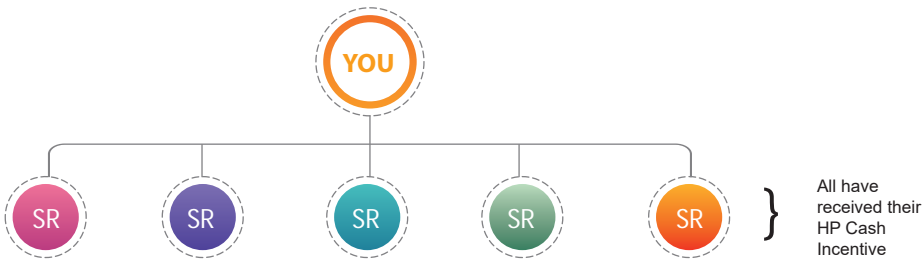 YOU
SR SR SR SR SR
All have
received their
HP Cash
Incentive